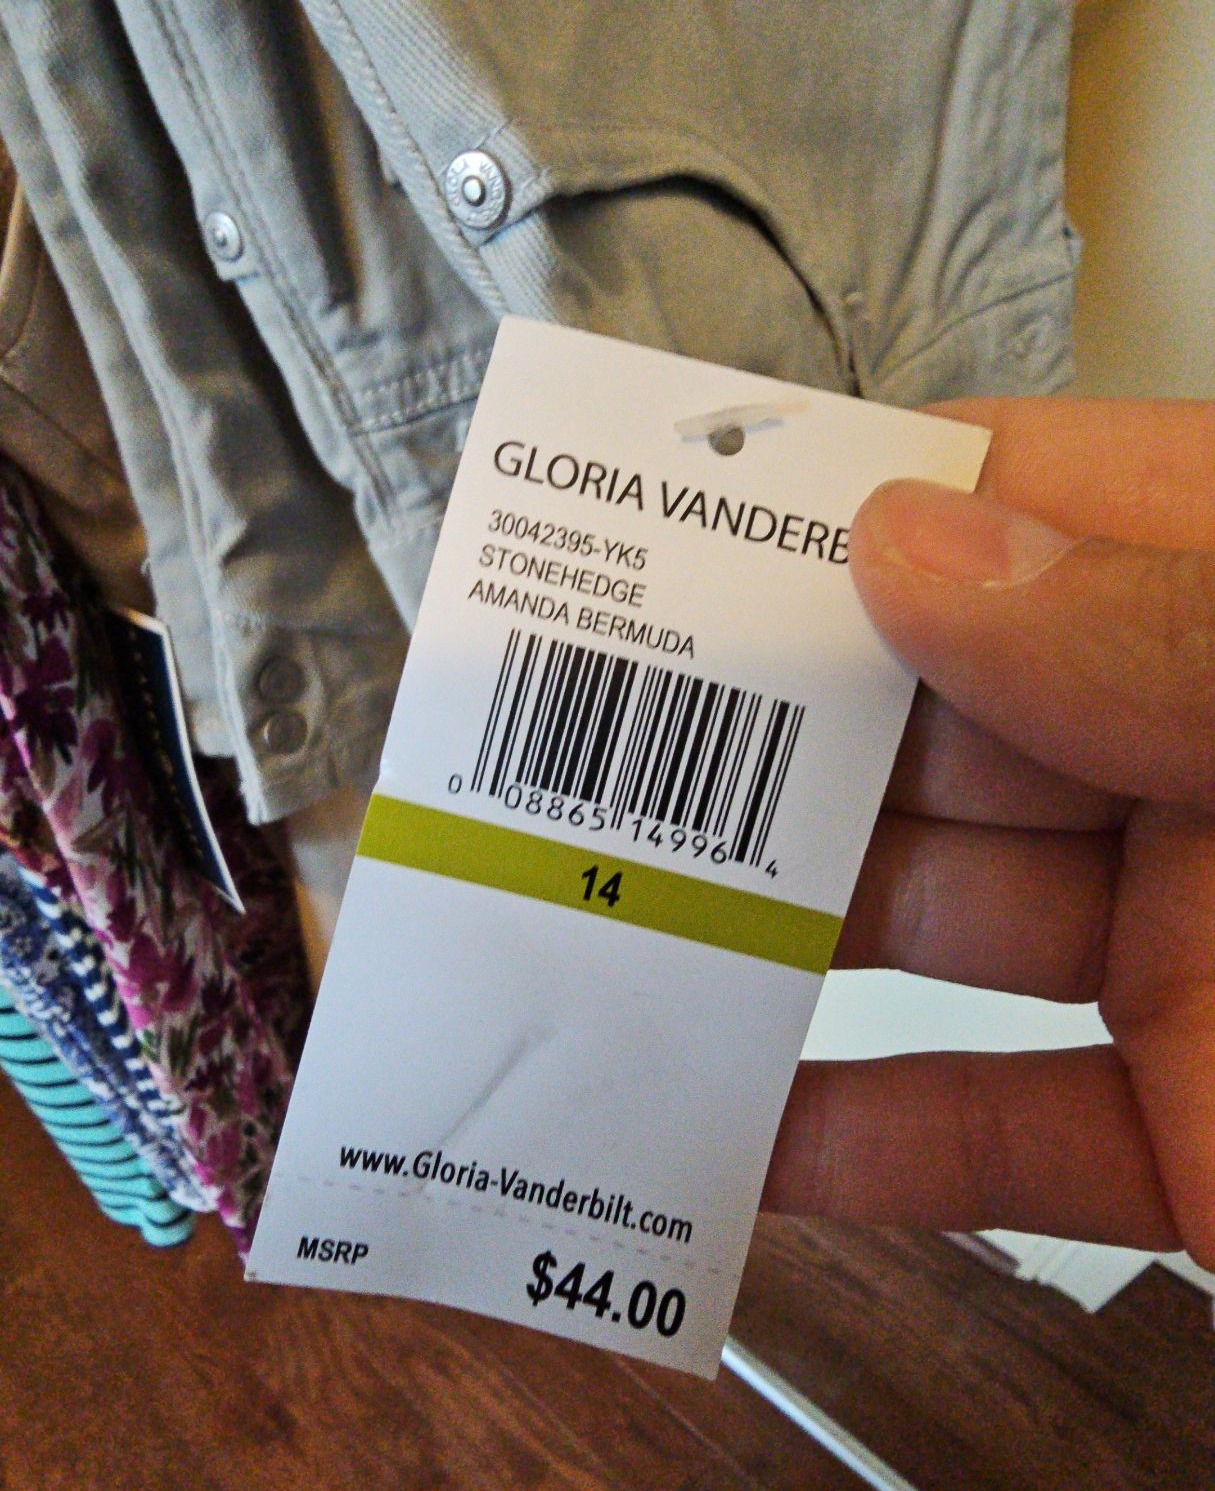 GLORIA VANDERB
30042395-YK5
STONEHEDGE
AMANDA BERMUDA
0 08865 14996 4
14
www.Gloria-Vanderbilt.com
MSRP $44.00